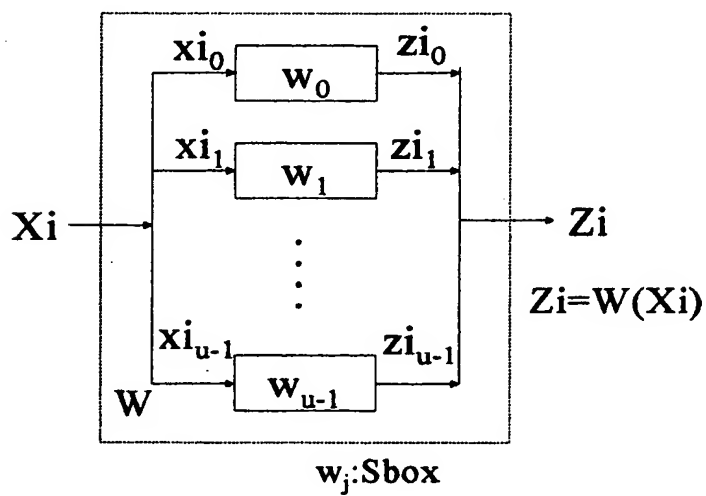 xi₀ zi₀
w₀
xi₁ zi₁
w₁
Xi Zi
Zi=W(Xi)
xiᵤ₋₁ ziᵤ₋₁
W wᵤ₋₁
wⱼ:Sbox